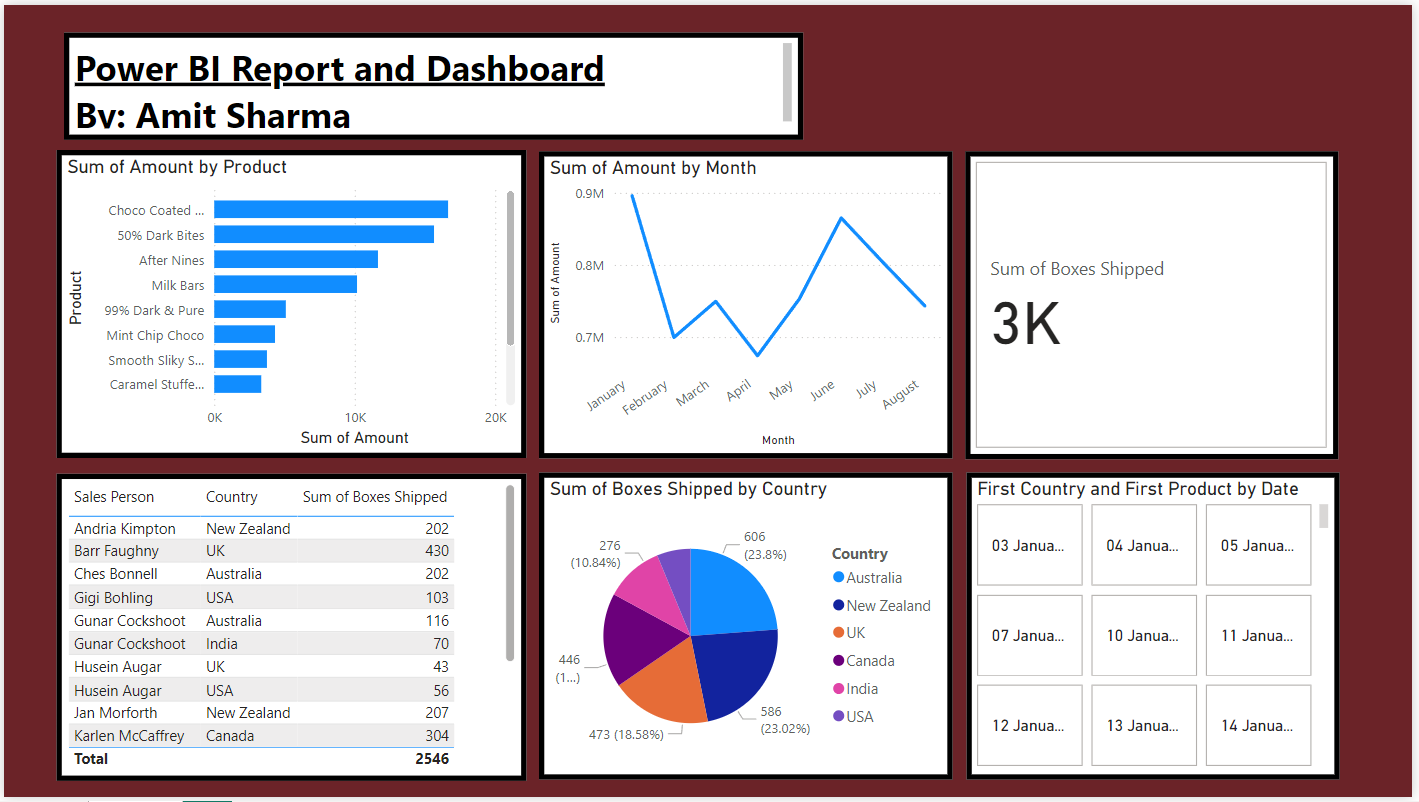 Power BI Report and Dashboard
By: Amit Sharma
Sum of Amount by Product
Product
Choco Coated ...
50% Dark Bites
After Nines
Milk Bars
99% Dark & Pure
Mint Chip Choco
Smooth Sliky S...
Caramel Stuffe...
0K 10K 20K
Sum of Amount
Sum of Amount by Month
Sum of Amount
0.9M
0.8M
0.7M
January February March April May June July August
Month
Sum of Boxes Shipped
3K
Sales Person Country Sum of Boxes Shipped
Andria Kimpton New Zealand 202
Barr Faughny UK 430
Ches Bonnell Australia 202
Gigi Bohling USA 103
Gunar Cockshoot Australia 116
Gunar Cockshoot India 70
Husein Augar UK 43
Husein Augar USA 56
Jan Morforth New Zealand 207
Karlen McCaffrey Canada 304
Total 2546
Sum of Boxes Shipped by Country
606
(23.8%)
586
(23.02%)
473 (18.58%)
446
(1...)
276
(10.84%)
Country
Australia
New Zealand
UK
Canada
India
USA
First Country and First Product by Date
03 Janua... 04 Janua... 05 Janua...
07 Janua... 10 Janua... 11 Janua...
12 Janua... 13 Janua... 14 Janua...